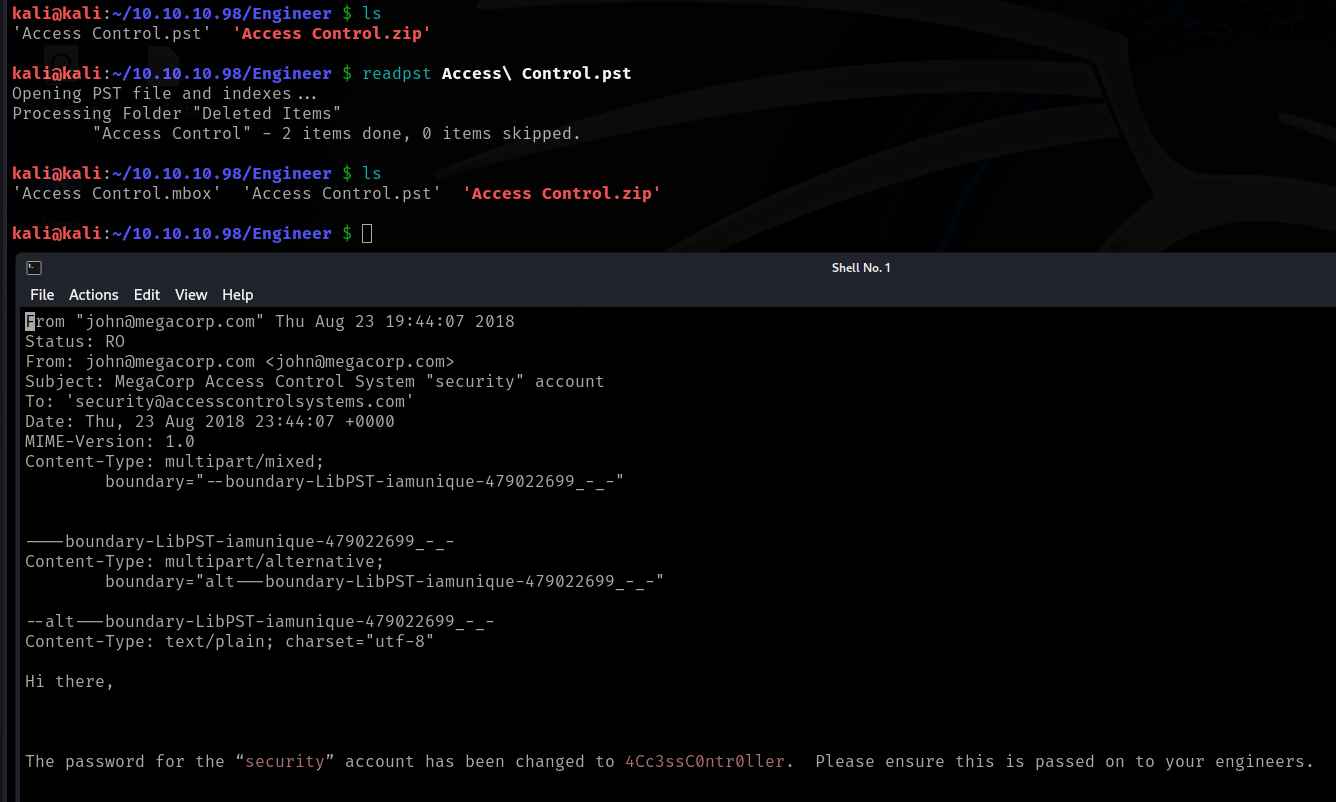 kali@kali:~/10.10.10.98/Engineer $ ls
'Access Control.pst'  'Access Control.zip'
kali@kali:~/10.10.10.98/Engineer $ readpst Access\ Control.pst
Opening PST file and indexes...
Processing Folder "Deleted Items"
        "Access Control" - 2 items done, 0 items skipped.
kali@kali:~/10.10.10.98/Engineer $ ls
'Access Control.mbox'  'Access Control.pst'  'Access Control.zip'
kali@kali:~/10.10.10.98/Engineer $
Shell No. 1
File Actions Edit View Help
From "john@megacorp.com" Thu Aug 23 19:44:07 2018
Status: RO
From: john@megacorp.com <john@megacorp.com>
Subject: MegaCorp Access Control System "security" account
To: 'security@accesscontrolsystems.com'
Date: Thu, 23 Aug 2018 23:44:07 +0000
MIME-Version: 1.0
Content-Type: multipart/mixed;
        boundary="--boundary-LibPST-iamunique-479022699_-_-"
----boundary-LibPST-iamunique-479022699_-_-
Content-Type: multipart/alternative;
        boundary="alt---boundary-LibPST-iamunique-479022699_-_-"
--alt---boundary-LibPST-iamunique-479022699_-_-
Content-Type: text/plain; charset="utf-8"
Hi there,
The password for the “security” account has been changed to 4Cc3ssC0ntr0ller.  Please ensure this is passed on to your engineers.